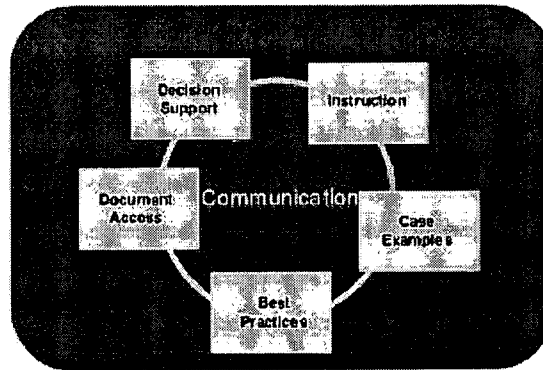 Decision
Support
Instruction
Document
Access
Communication
Case
Examples
Best
Practices